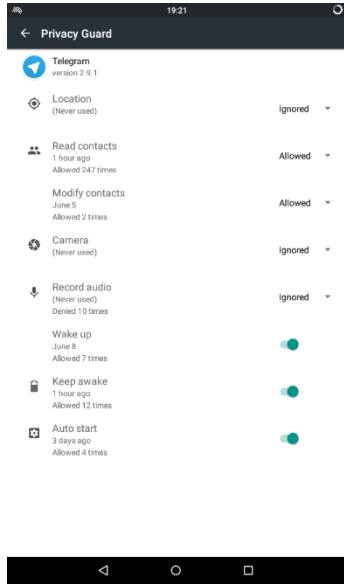 19:21
Privacy Guard
Telegram
version 2.9.1
Location
(Never used)
Ignored
Read contacts
1 hour ago
Allowed 247 times
Allowed
Modify contacts
June 5
Allowed 2 times
Allowed
Camera
(Never used)
Ignored
Record audio
(Never used)
Denied 10 times
Ignored
Wake up
June 8
Allowed 7 times
Keep awake
1 hour ago
Allowed 12 times
Auto start
3 days ago
Allowed 4 times